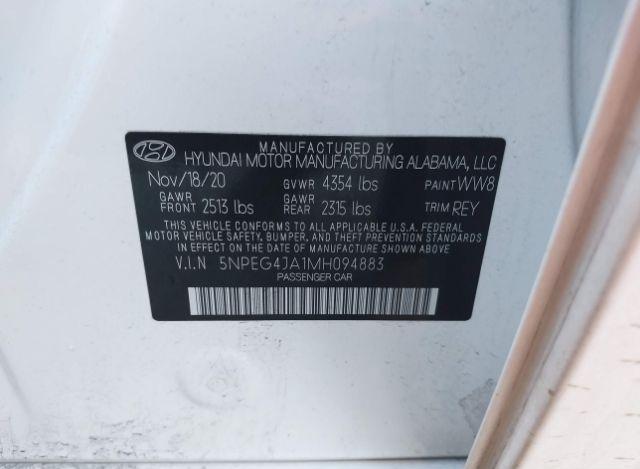 MANUFACTURED BY
HYUNDAI MOTOR MANUFACTURING ALABAMA, LLC
Nov/18/20 GVWR 4354 lbs PAINT WW8
GAWR FRONT 2513 lbs GAWR REAR 2315 lbs TRIM REY
THIS VEHICLE CONFORMS TO ALL APPLICABLE U.S.A. FEDERAL
MOTOR VEHICLE SAFETY, BUMPER, AND THEFT PREVENTION
STANDARDS IN EFFECT ON THE DATE OF MANUFACTURE SHOWN ABOVE
V.I.N 5NPEG4JA1MH094883
PASSENGER CAR